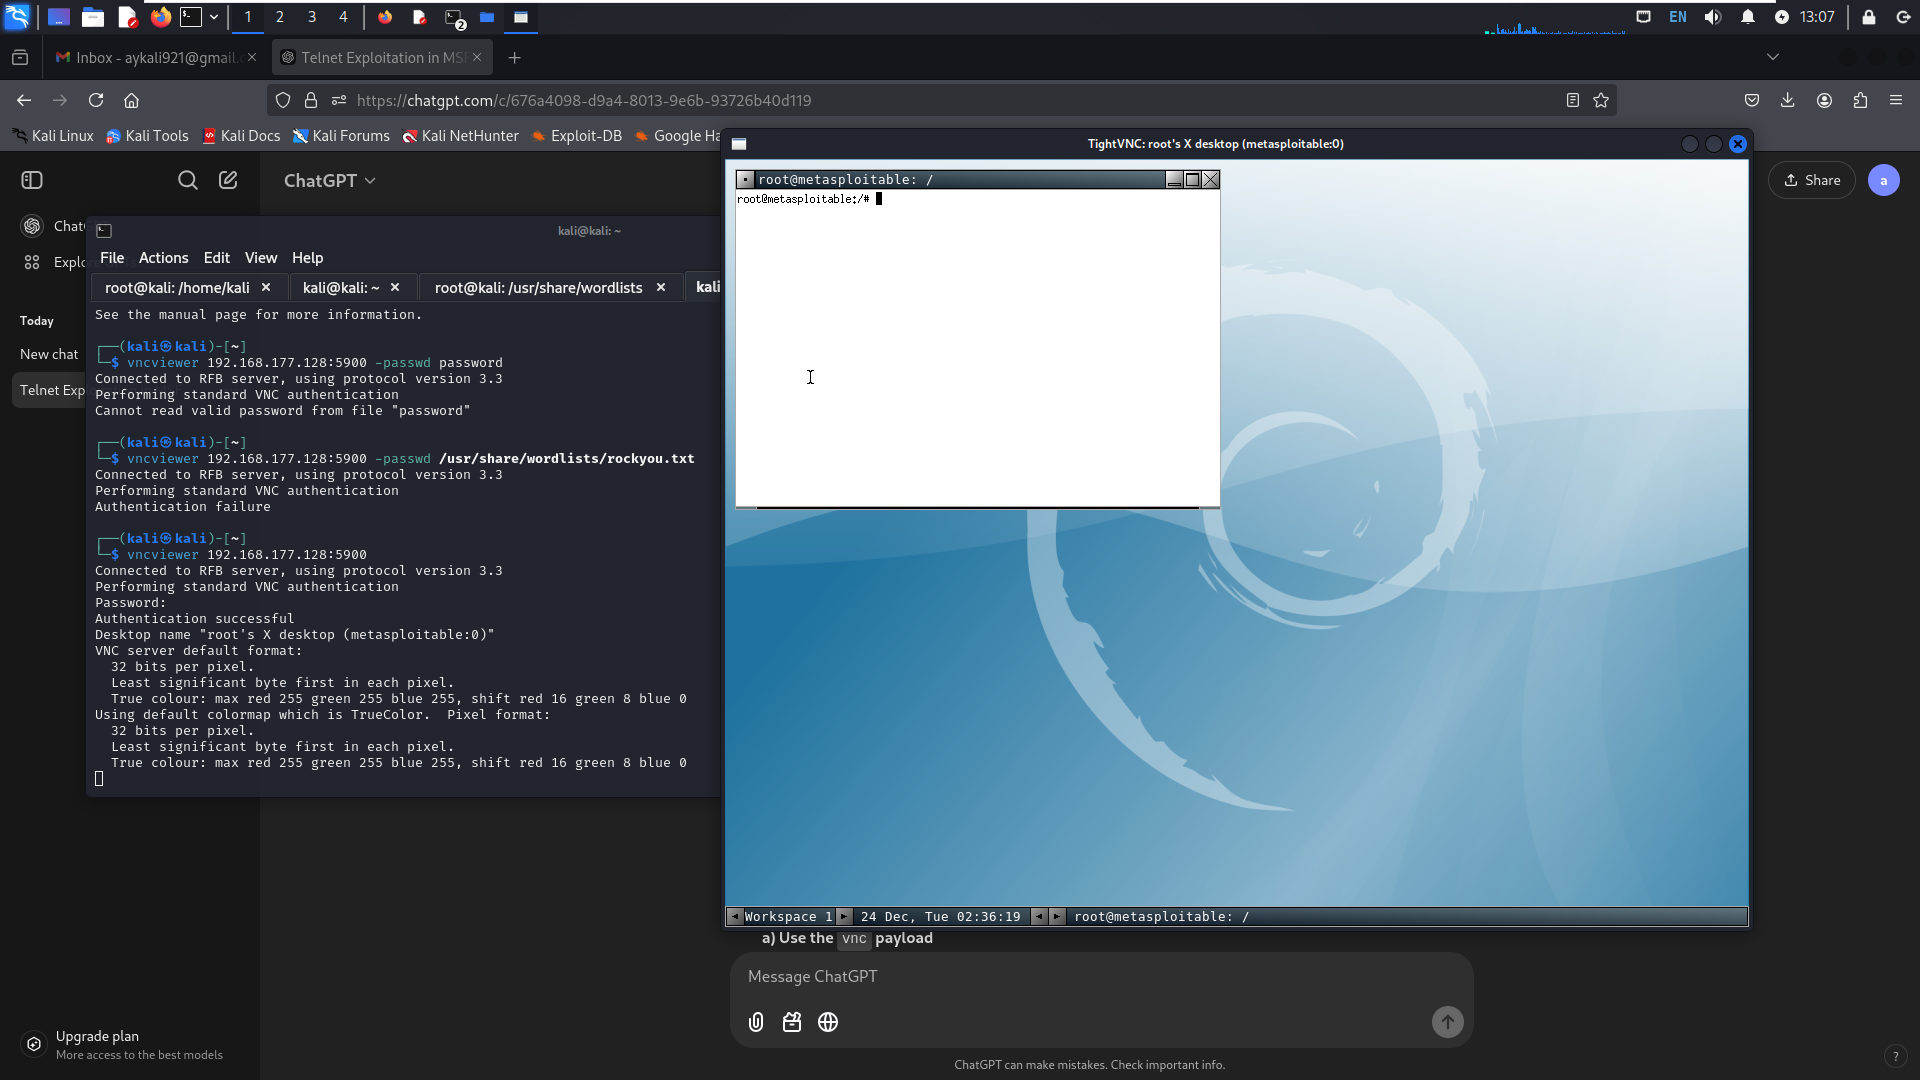 1 2 3 4 2 EN 13:07
Inbox - aykali921@gmail. Telnet Exploitation in MS
https://chatgpt.com/c/676a4098-d9a4-8013-9e6b-93726b40d119
Kali Linux Kali Tools Kali Docs Kali Forums Kali NetHunter Exploit-DB Google Ha
TightVNC: root's X desktop (metasploitable:0)
ChatGPT
Share
a
root@metasploitable: /
root@metasploitable:/#
Chat
Explo
Today
New chat
Telnet Exp
kali@kali: ~
File Actions Edit View Help
root@kali: /home/kali kali@kali: ~ root@kali: /usr/share/wordlists kali
See the manual page for more information.
┌──(kali㉿kali)-[~]
└─$ vncviewer 192.168.177.128:5900 -passwd password
Connected to RFB server, using protocol version 3.3
Performing standard VNC authentication
Cannot read valid password from file "password"
┌──(kali㉿kali)-[~]
└─$ vncviewer 192.168.177.128:5900 -passwd /usr/share/wordlists/rockyou.txt
Connected to RFB server, using protocol version 3.3
Performing standard VNC authentication
Authentication failure
┌──(kali㉿kali)-[~]
└─$ vncviewer 192.168.177.128:5900
Connected to RFB server, using protocol version 3.3
Performing standard VNC authentication
Password:
Authentication successful
Desktop name "root's X desktop (metasploitable:0)"
VNC server default format:
32 bits per pixel.
Least significant byte first in each pixel.
True colour: max red 255 green 255 blue 255, shift red 16 green 8 blue 0
Using default colormap which is TrueColor. Pixel format:
32 bits per pixel.
Least significant byte first in each pixel.
True colour: max red 255 green 255 blue 255, shift red 16 green 8 blue 0
Workspace 1 24 Dec, Tue 02:36:19 root@metasploitable: /
a) Use the vnc payload
Message ChatGPT
Upgrade plan
More access to the best models
ChatGPT can make mistakes. Check important info.
?